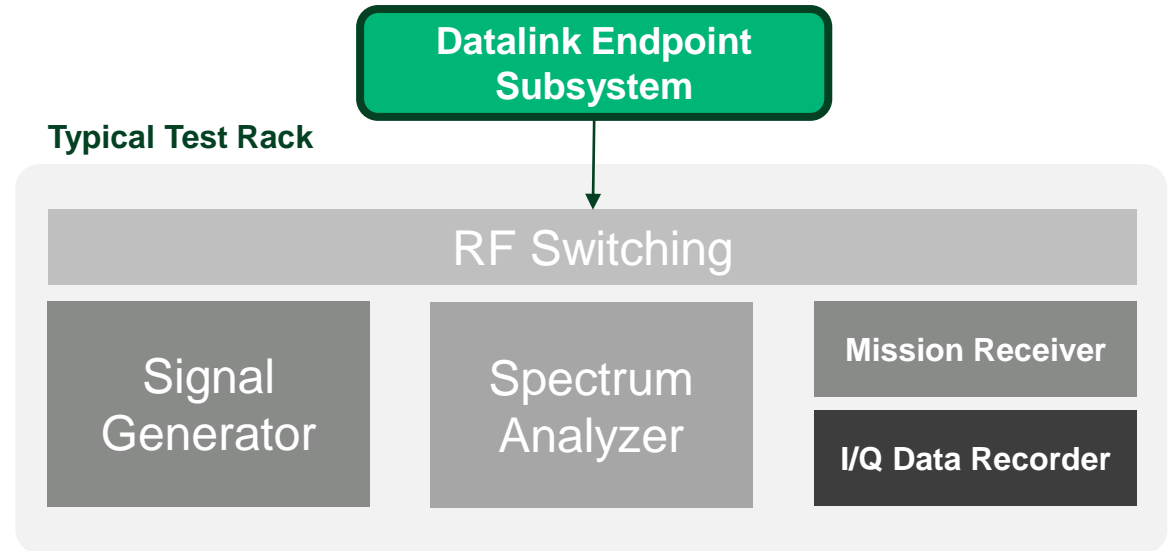 Datalink Endpoint
Subsystem
Typical Test Rack
RF Switching
Signal
Generator
Spectrum
Analyzer
Mission Receiver
I/Q Data Recorder